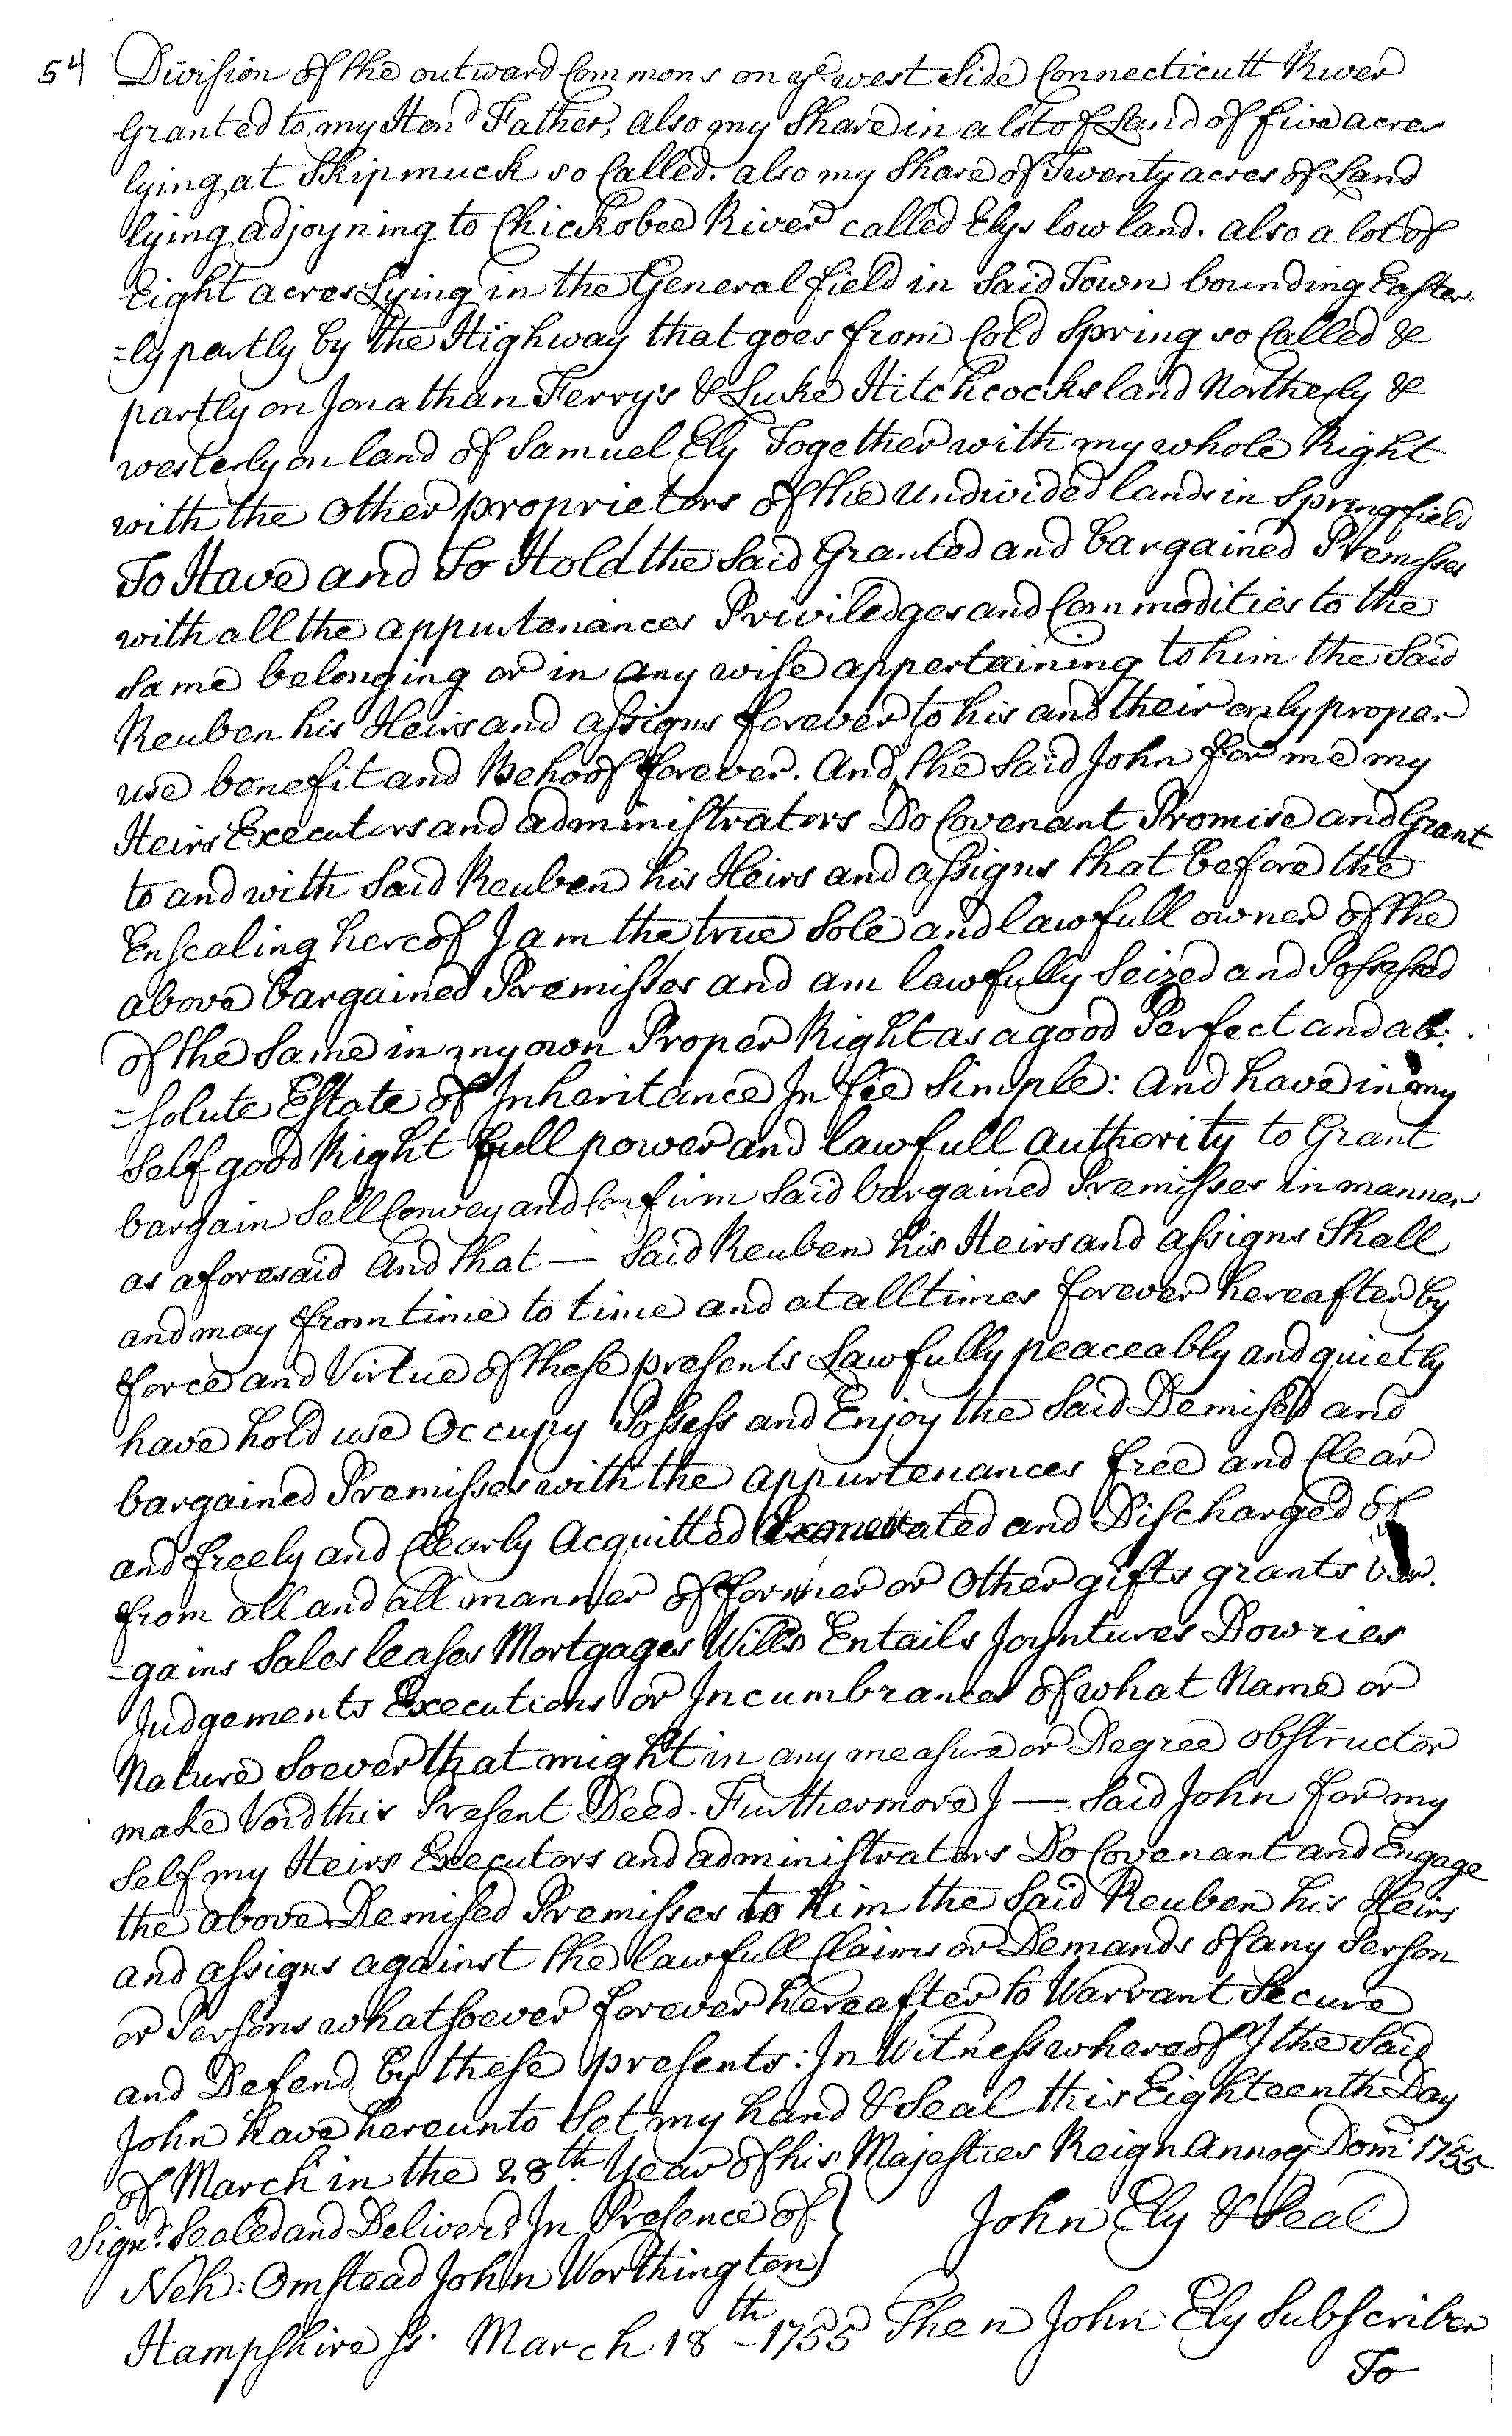 54
Division of the outward Commons on ye west Side Connecticutt River
Granted to my Hond Father, also my Share in a lot of Land of five acres
lying at Skipmuck so Called. also my Share of Twenty acres of Land
lying adjoyning to Chickobee River called Elys low land. also a lot of
Eight acres Lying in the General field in Said Town bounding Easter-
=ly partly by the Highway that goes from Cold Spring so Called &
partly on Jonathan Ferry's & Luke Hitchcocks land Northerly &
westerly on land of Samuel Ely Together with my whole Right
with the Other proprietors of the Undivided lands in Springfield
To Have and To Hold the Said Granted and bargained Premisses
with all the appurtenances Priviledges and Commodities to the
Same belonging or in any wise appertaining to him the Said
Reuben his Heirs and assigns forever to his and their only proper
use benefit and Behoof forever. And the Said John for me my
Heirs Executors and administrators Do Covenant Promise and Grant
to and with Said Reuben his Heirs and assigns that before the
Ensealing hereof I am the true Sole and lawfull owner of the
above bargained Premisses and am lawfully Seized and Possessed
of the Same in my own Proper Right as a good Perfect and ab:
=solute Estate of Inheritance In fee Simple: And have in my
Self good Right full power and lawfull authority to Grant
bargain Sell Convey and Confirm Said bargained Premisses in manner
as aforesaid And that — Said Reuben his Heirs and assigns Shall
and may from time to time and at all times forever hereafter by
force and Virtue of these presents Lawfully peaceably and quietly
have hold use Occupy Possess and Enjoy the Said Demised and
bargained Premisses with the appurtenances free and Clear
and freely and Clearly Acquitted Exonerated and Discharged of
from all and all manner of former or Other gifts grants bar.
=gains Sales leases Mortgages Wills Entails Joyntures Dowries
Judgements Executions or Incumbrances of what Name or
Nature Soever that might in any measure or Degree obstruct or
make Void this Present Deed. Furthermore I — Said John for my
Self my Heirs Executors and administrators Do Covenant and Engage
the above Demised Premisses to him the Said Reuben his Heirs
and assigns against the lawfull Claims or Demands of any Person
or Persons whatsoever forever hereafter to Warrant Secure
and Defend by these presents: In Witness whereof I the Said
John have hereunto Set my hand & Seal this Eighteenth Day
of March in the 28th Year of his Majesties Reign Annoq Dom: 1755
Signd. Sealed and Deliverd In Presence of } John Ely & Seal
Neh: Omstead John Worthington
Hampshire ss. March 18th - 1755 Then John Ely Subscriber
To